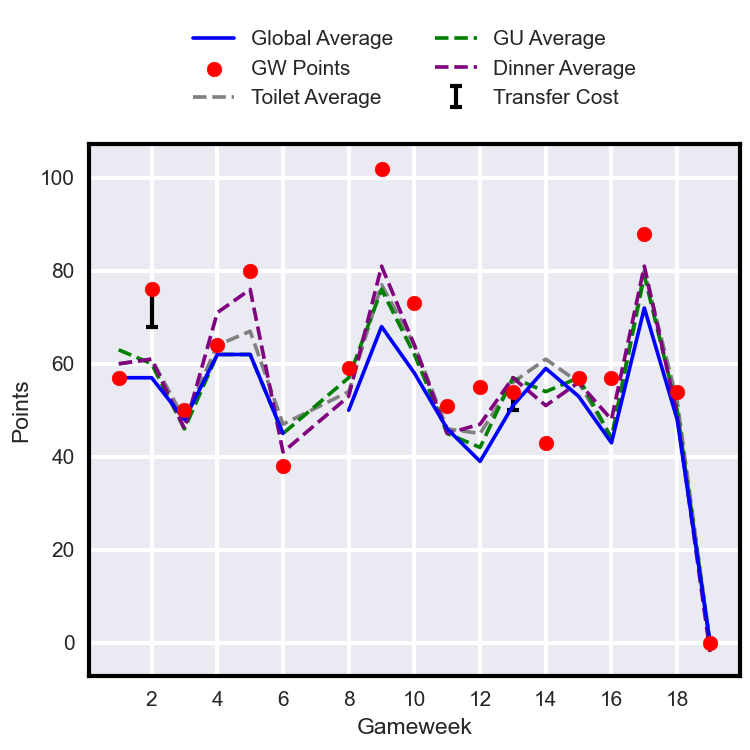 Global Average
GW Points
Toilet Average
GU Average
Dinner Average
Transfer Cost
100
80
60
40
20
0
Points
2 4 6 8 10 12 14 16 18
Gameweek